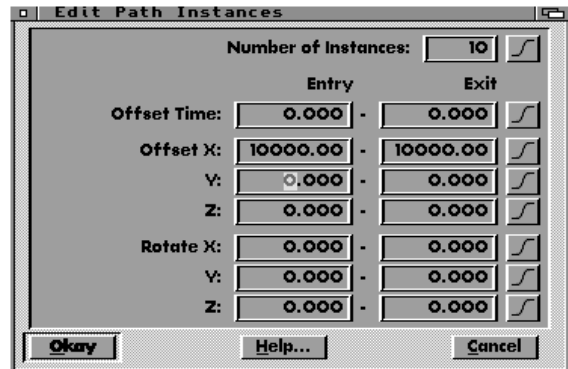 Edit Path Instances
Number of Instances: 10
Entry Exit
Offset Time: 0.000 - 0.000
Offset X: 10000.00 - 10000.00
Y: 0.000 - 0.000
Z: 0.000 - 0.000
Rotate X: 0.000 - 0.000
Y: 0.000 - 0.000
Z: 0.000 - 0.000
Okay Help... Cancel